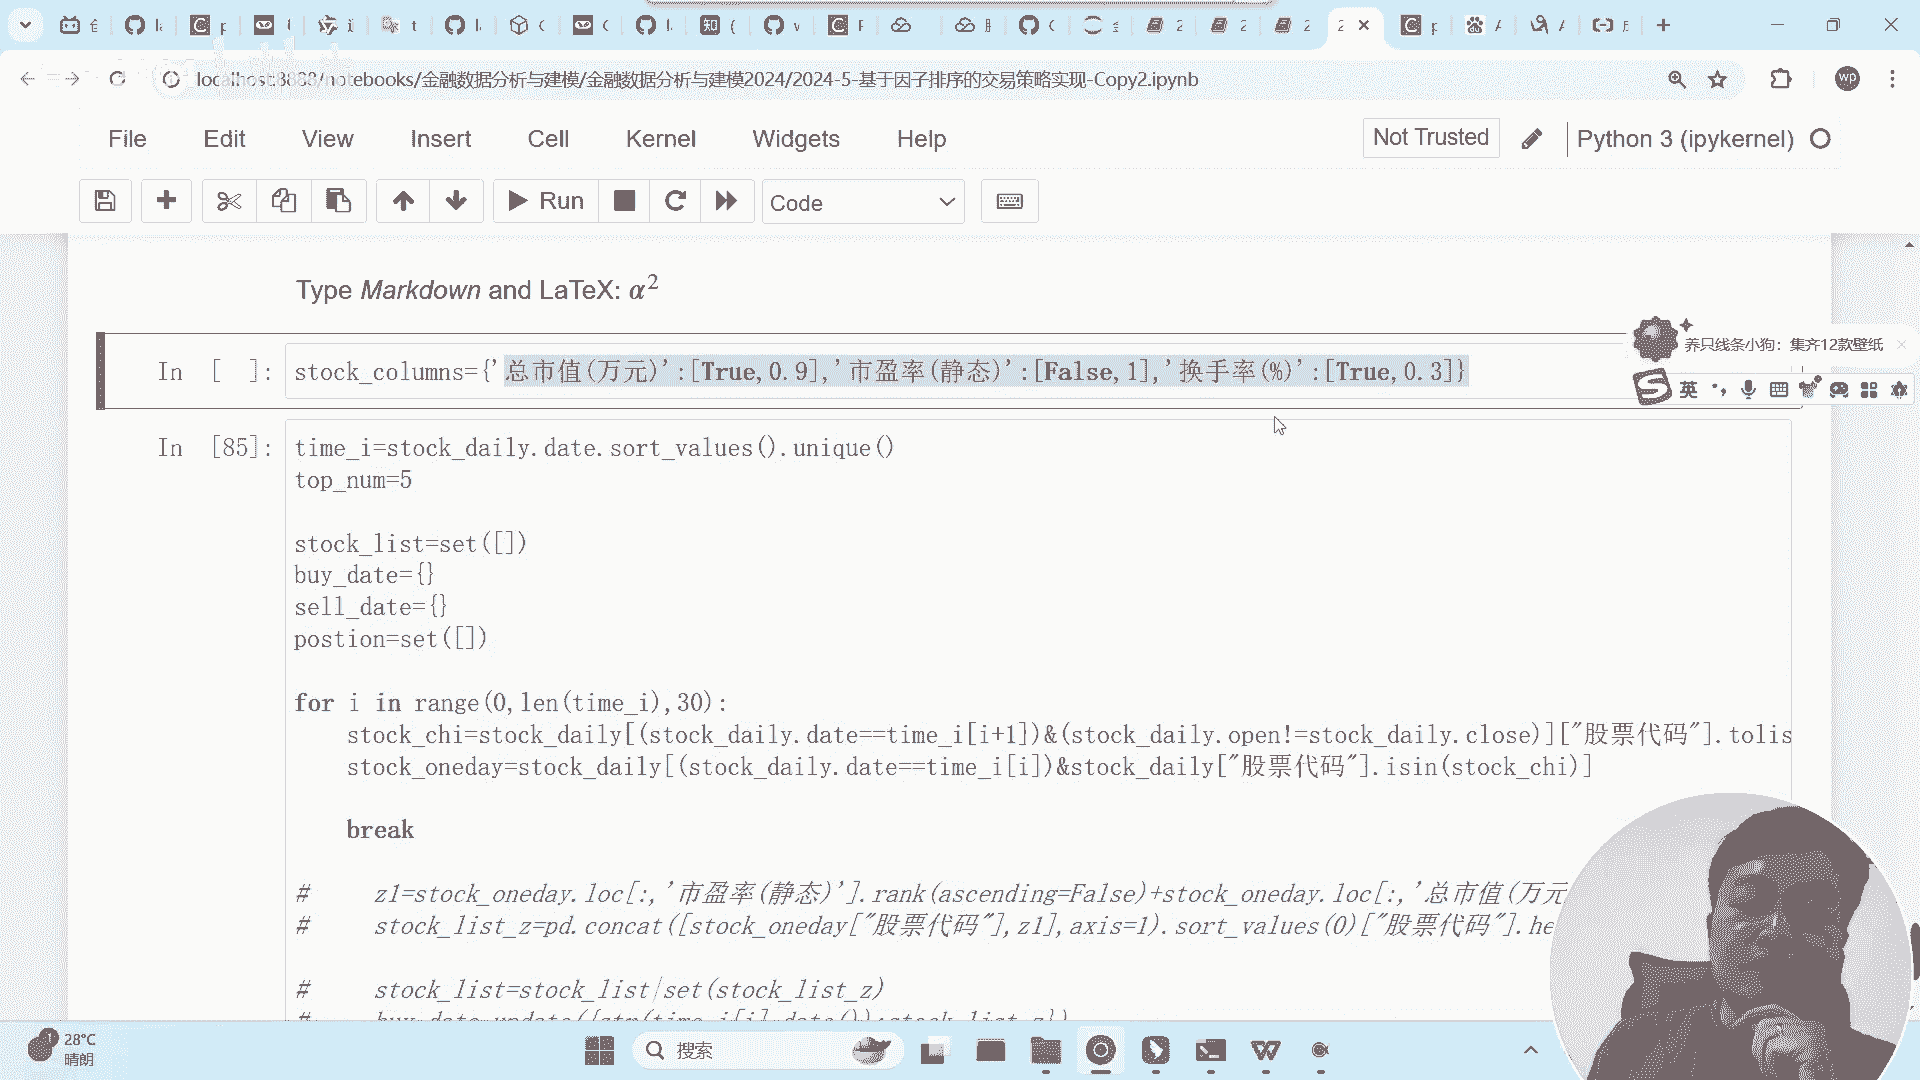 localhost:8888/notebooks/金融数据分析与建模/金融数据分析与建模2024/2024-5-基于因子排序的交易策略实现-Copy2.ipynb
wp
File Edit View Insert Cell Kernel Widgets Help
Not Trusted
Python 3 (ipykernel)
Run
Code
Type Markdown and LaTeX: α²
养只线条小狗：集齐12款壁纸
In [ ]: stock_columns={'总市值(万元)':[True,0.9],'市盈率(静态)':[False,1],'换手率(%)':[True,0.3]}
英
In [85]: time_i=stock_daily.date.sort_values().unique()
top_num=5
stock_list=set([])
buy_date={}
sell_date={}
postion=set([])
for i in range(0,len(time_i),30):
stock_chi=stock_daily[(stock_daily.date==time_i[i+1])&(stock_daily.open!=stock_daily.close)]["股票代码"].tolis
stock_oneday=stock_daily[(stock_daily.date==time_i[i])&stock_daily["股票代码"].isin(stock_chi)]
break
# z1=stock_oneday.loc[:,'市盈率(静态)'].rank(ascending=False)+stock_oneday.loc[:,'总市值(万元
# stock_list_z=pd.concat([stock_oneday["股票代码"],z1],axis=1).sort_values(0)["股票代码"].he
# stock_list=stock_list|set(stock_list_z)
28°C
晴朗
搜索